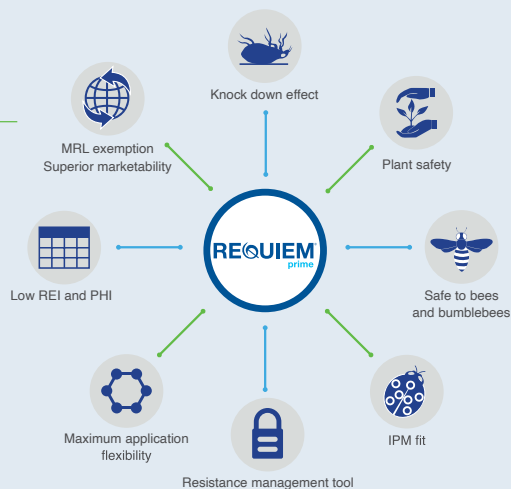 Knock down effect
MRL exemption
Superior marketability
Plant safety
REQUIEM
prime
Low REI and PHI
Safe to bees
and bumblebees
Maximum application
flexibility
IPM fit
Resistance management tool